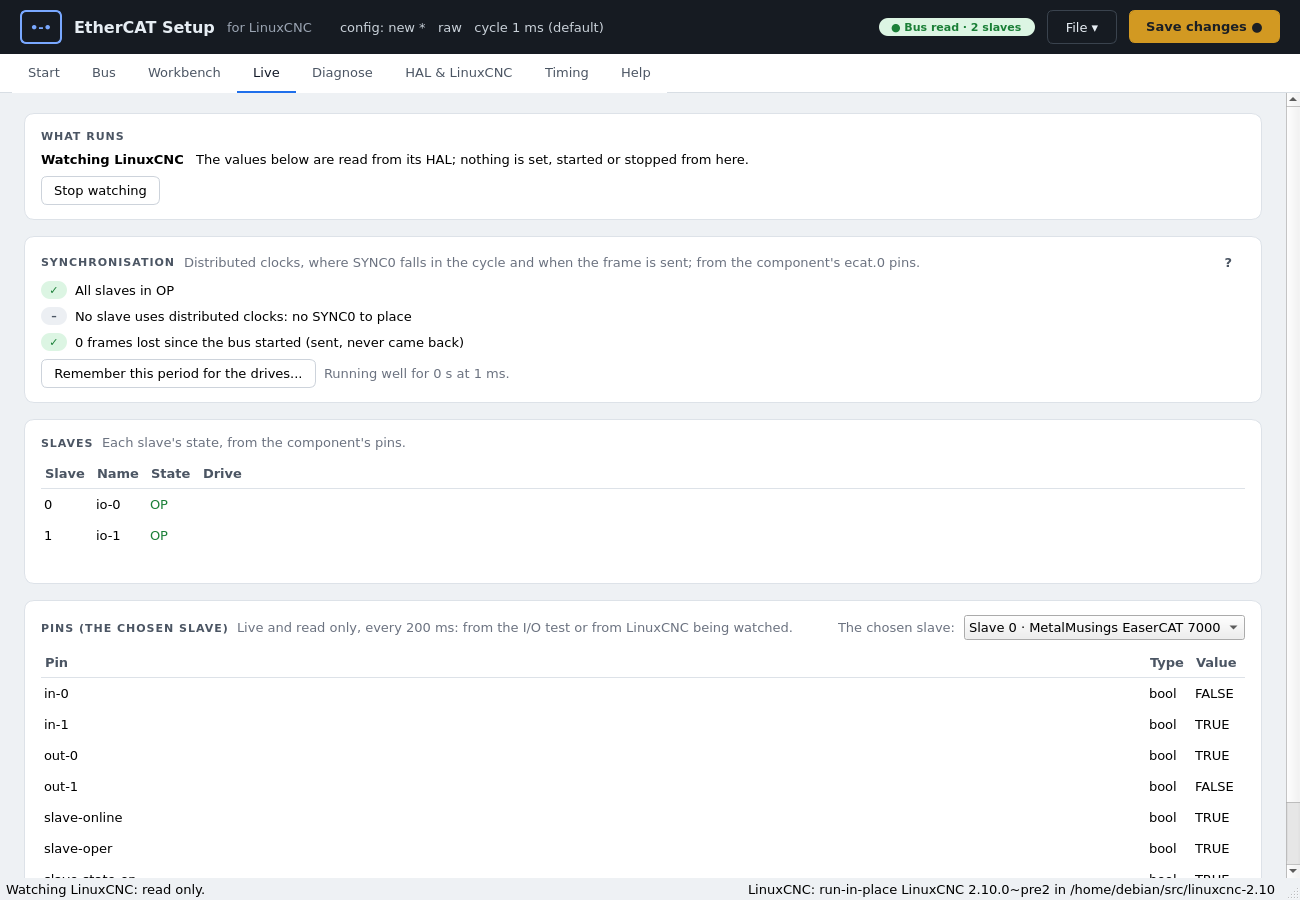 EtherCAT Setup for LinuxCNC config: new * raw cycle 1 ms (default) ● Bus read · 2 slaves File ▾ Save changes ●
Start Bus Workbench Live Diagnose HAL & LinuxCNC Timing Help
WHAT RUNS
Watching LinuxCNC The values below are read from its HAL; nothing is set, started or stopped from here.
Stop watching
SYNCHRONISATION Distributed clocks, where SYNC0 falls in the cycle and when the frame is sent; from the component's ecat.0 pins. ?
✓ All slaves in OP
– No slave uses distributed clocks: no SYNC0 to place
✓ 0 frames lost since the bus started (sent, never came back)
Remember this period for the drives... Running well for 0 s at 1 ms.
SLAVES Each slave's state, from the component's pins.
Slave Name State Drive
0 io-0 OP
1 io-1 OP
PINS (THE CHOSEN SLAVE) Live and read only, every 200 ms: from the I/O test or from LinuxCNC being watched. The chosen slave: Slave 0 · MetalMusings EaserCAT 7000
Pin Type Value
in-0 bool FALSE
in-1 bool TRUE
out-0 bool TRUE
out-1 bool FALSE
slave-online bool TRUE
slave-oper bool TRUE
Watching LinuxCNC: read only. LinuxCNC: run-in-place LinuxCNC 2.10.0~pre2 in /home/debian/src/linuxcnc-2.10